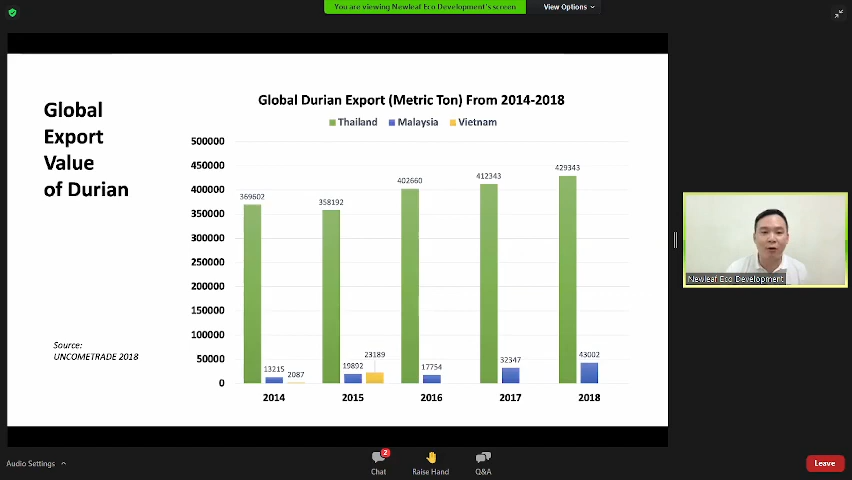 You are viewing Newleaf Eco Development's screen
View Options
Global
Export
Value
of Durian
Source:
UNCOMETRADE 2018
Global Durian Export (Metric Ton) From 2014-2018
Thailand Malaysia Vietnam
500000
450000
400000
350000
300000
250000
200000
150000
100000
50000
0
369602
13215
2087
358192
19892
23189
402660
17754
412343
32347
429343
43002
2014 2015 2016 2017 2018
Newleaf Eco Development
Audio Settings
2
Chat
Raise Hand
Q&A
Leave